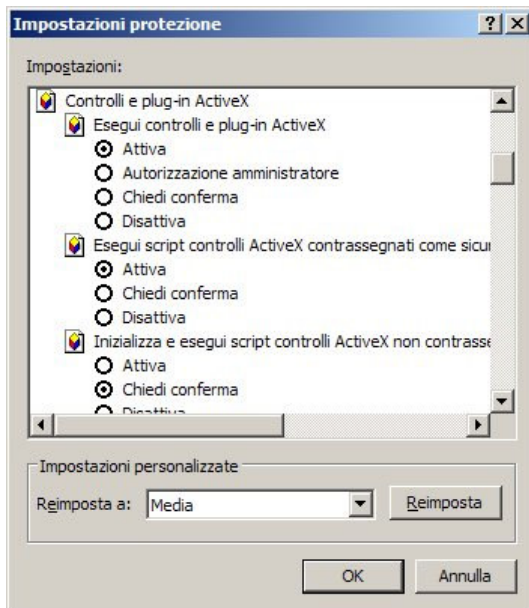 Impostazioni protezione
Impostazioni:
Controlli e plug-in ActiveX
Esegui controlli e plug-in ActiveX
Attiva
Autorizzazione amministratore
Chiedi conferma
Disattiva
Esegui script controlli ActiveX contrassegnati come sicur
Attiva
Chiedi conferma
Disattiva
Inizializza e esegui script controlli ActiveX non contrasse
Attiva
Chiedi conferma
Disattiva
Impostazioni personalizzate
Reimposta a: Media Reimposta
OK Annulla